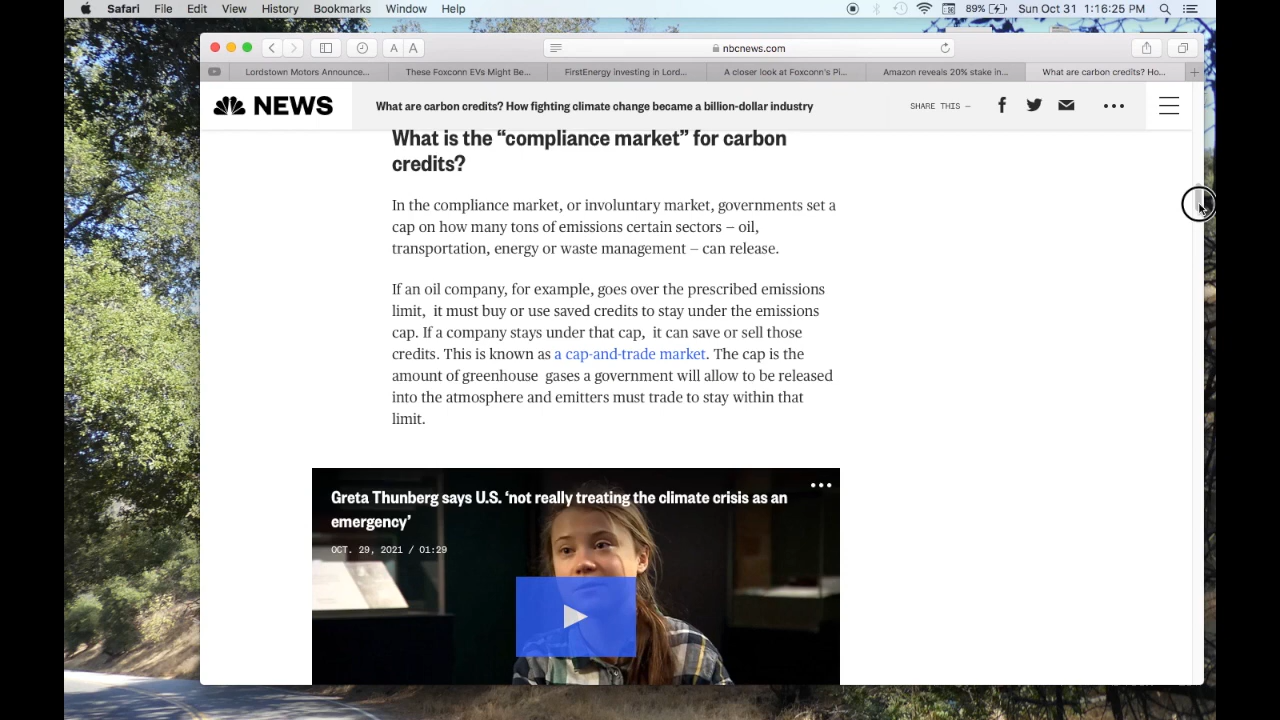 Safari File Edit View History Bookmarks Window Help 89% Sun Oct 31 1:16:25 PM
A A nbcnews.com
Lordstown Motors Announce... These Foxconn EVs Might Be... FirstEnergy investing in Lord... A closer look at Foxconn's Pi... Amazon reveals 20% stake in... What are carbon credits? Ho...
NEWS What are carbon credits? How fighting climate change became a billion-dollar industry SHARE THIS —
What is the “compliance market” for carbon
credits?
In the compliance market, or involuntary market, governments set a
cap on how many tons of emissions certain sectors — oil,
transportation, energy or waste management — can release.
If an oil company, for example, goes over the prescribed emissions
limit, it must buy or use saved credits to stay under the emissions
cap. If a company stays under that cap, it can save or sell those
credits. This is known as a cap-and-trade market. The cap is the
amount of greenhouse gases a government will allow to be released
into the atmosphere and emitters must trade to stay within that
limit.
Greta Thunberg says U.S. ‘not really treating the climate crisis as an
emergency’
OCT. 29, 2021 / 01:29